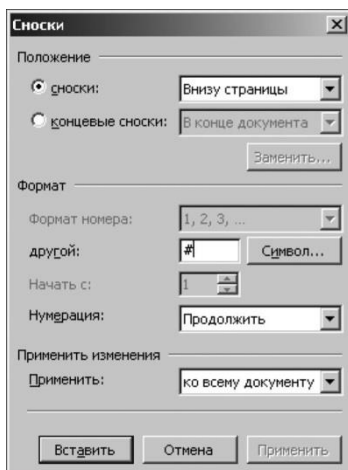 Сноски
Положение
сноски: Внизу страницы
концевые сноски: В конце документа
Заменить...
Формат
Формат номера: 1, 2, 3, ...
другой: # Символ...
Начать с: 1
Нумерация: Продолжить
Применить изменения
Применить: ко всему документу
Вставить Отмена Применить